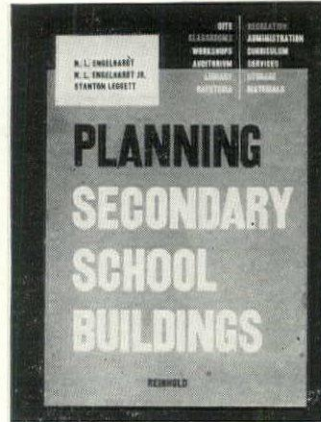 N. L. ENGELHARDT
N. L. ENGELHARDT JR.
STANTON LEGGETT
SITE
CLASSROOMS
WORKSHOPS
AUDITORIUM
LIBRARY
CAFETERIA
RECREATION
ADMINISTRATION
CURRICULUM
SERVICES
STORAGE
MATERIALS
PLANNING
SECONDARY
SCHOOL
BUILDINGS
REINHOLD